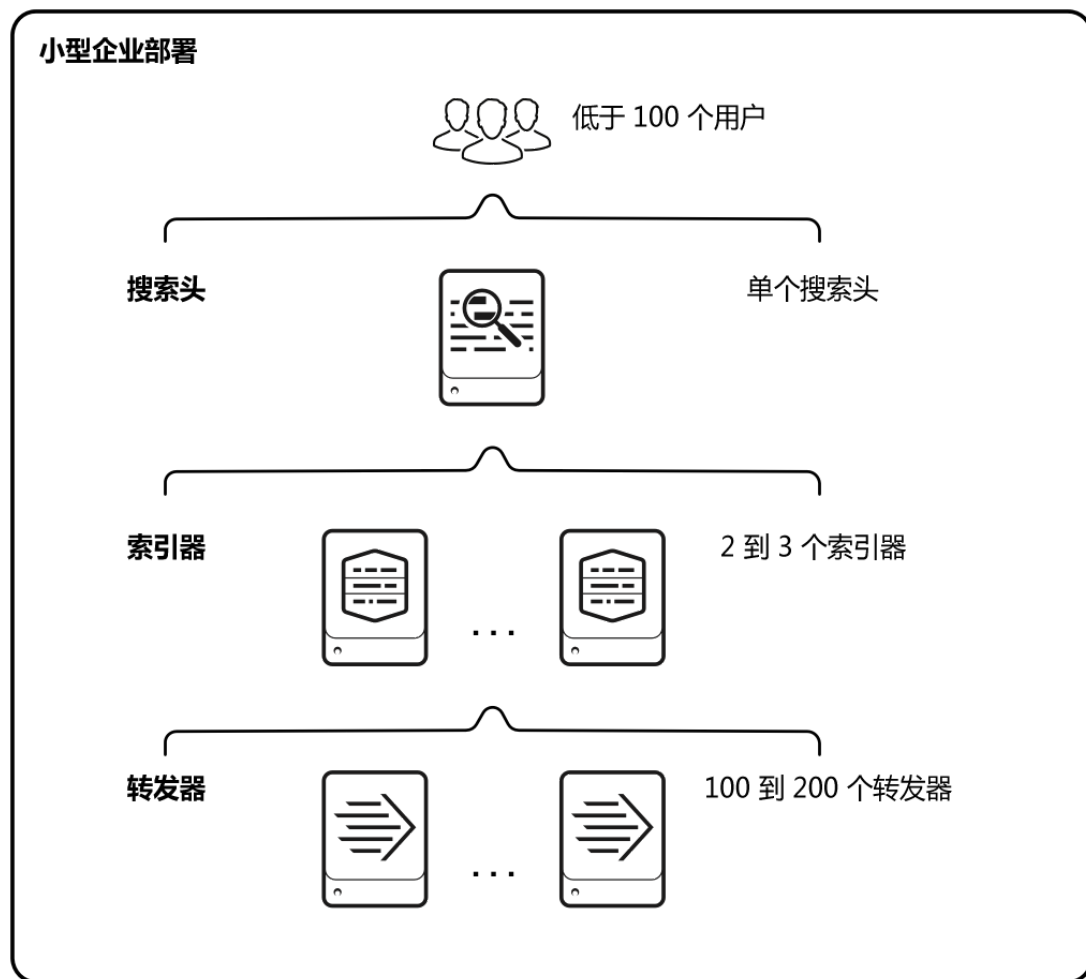 小型企业部署
低于 100 个用户
搜索头
单个搜索头
索引器
2 到 3 个索引器
...
转发器
100 到 200 个转发器
...